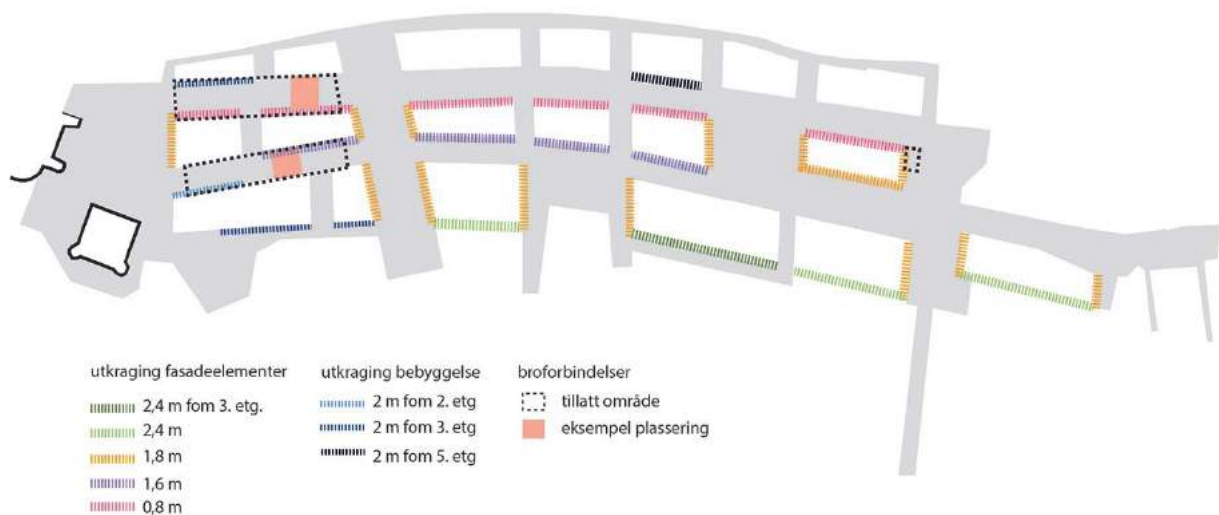 utkraging fasadeelementer
2,4 m fom 3. etg.
2,4 m
1,8 m
1,6 m
0,8 m
utkraging bebyggelse
2 m fom 2. etg
2 m fom 3. etg
2 m fom 5. etg
broforbindelser
tillatt område
eksempel plassering